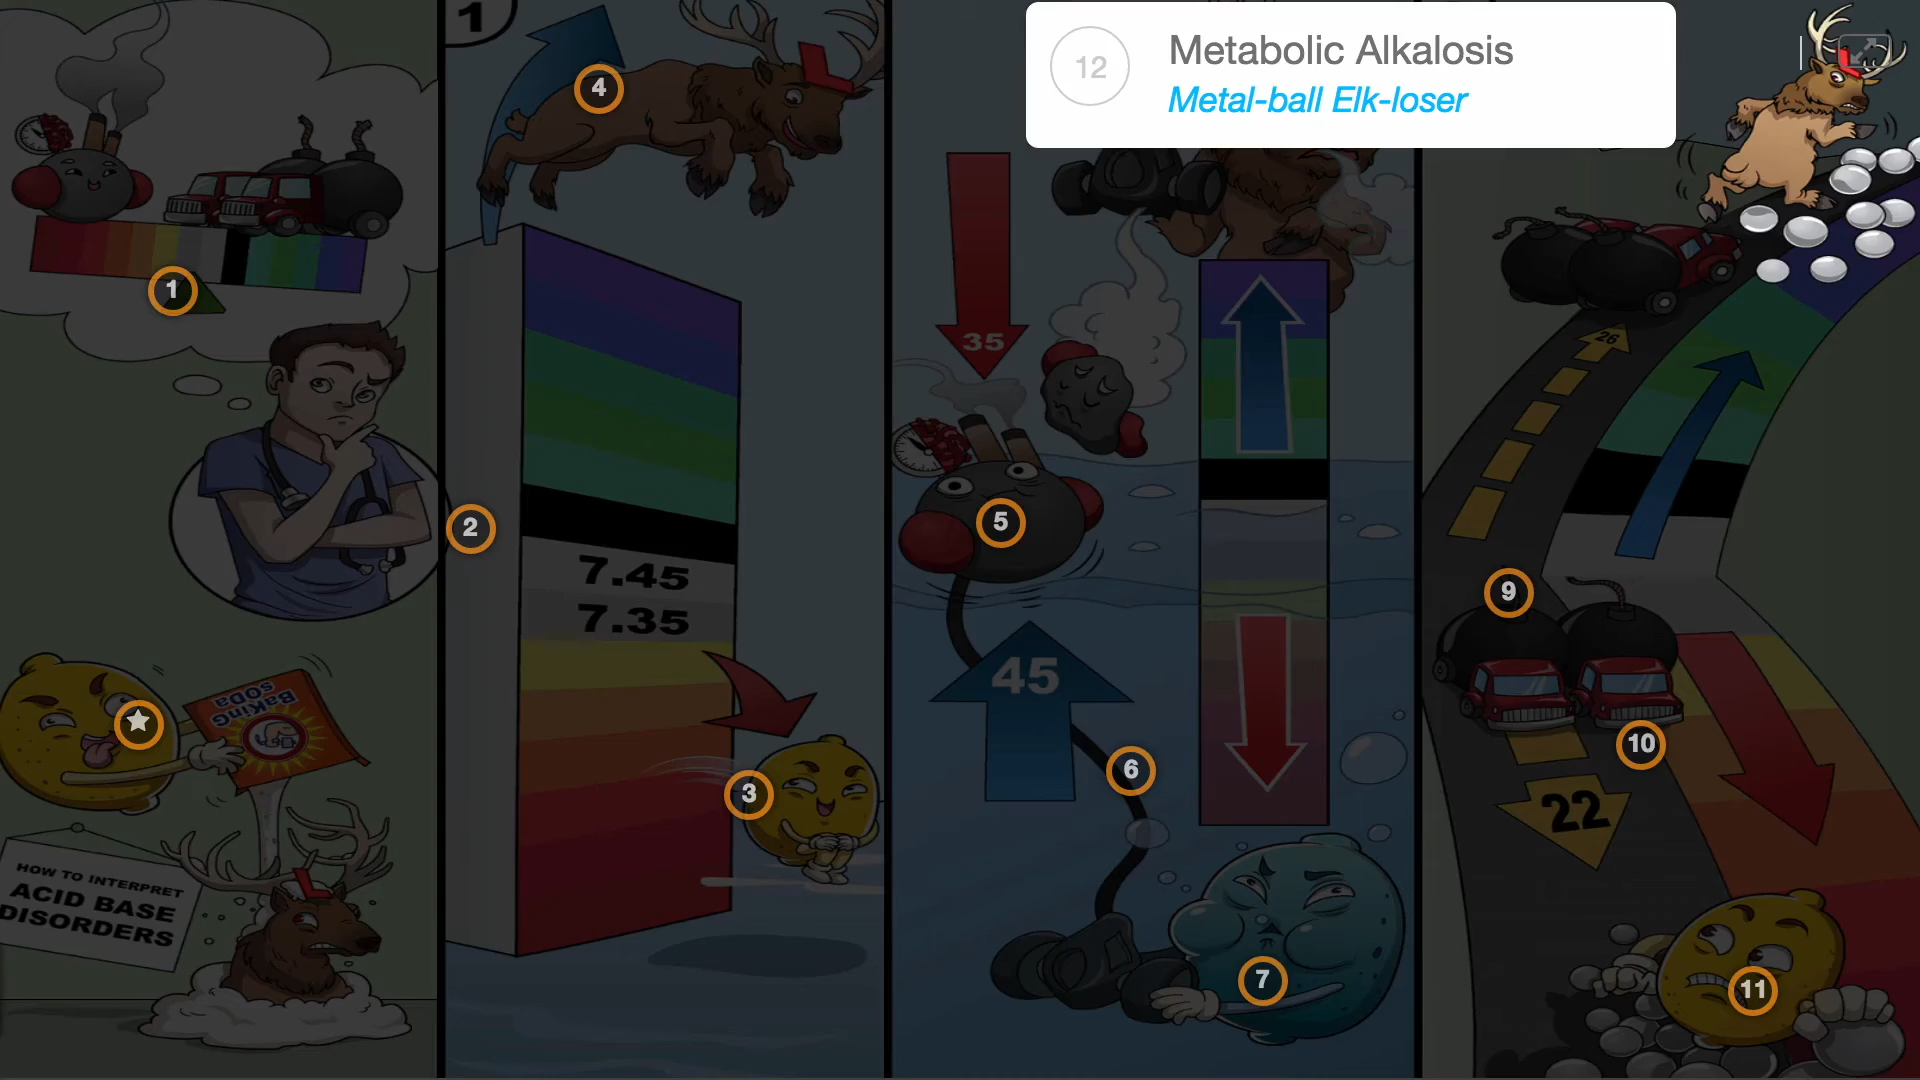 1
12
Metabolic Alkalosis
Metal-ball Elk-loser
4
1
35
26
2
5
7.45
7.35
9
45
BaKiNG
SODa
10
6
3
22
HOW TO INTERPRET
ACID BASE
DISORDERS
7
11